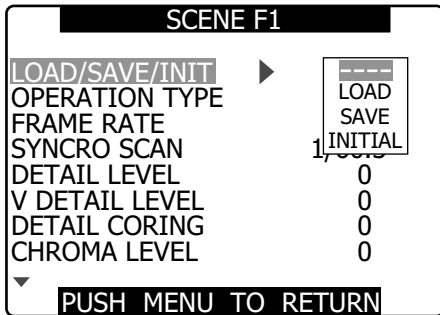 SCENE F1
LOAD/SAVE/INIT ----
LOAD
OPERATION TYPE
SAVE
FRAME RATE
INITIAL
SYNCRO SCAN
DETAIL LEVEL 0
V DETAIL LEVEL 0
DETAIL CORING 0
CHROMA LEVEL 0
PUSH MENU TO RETURN